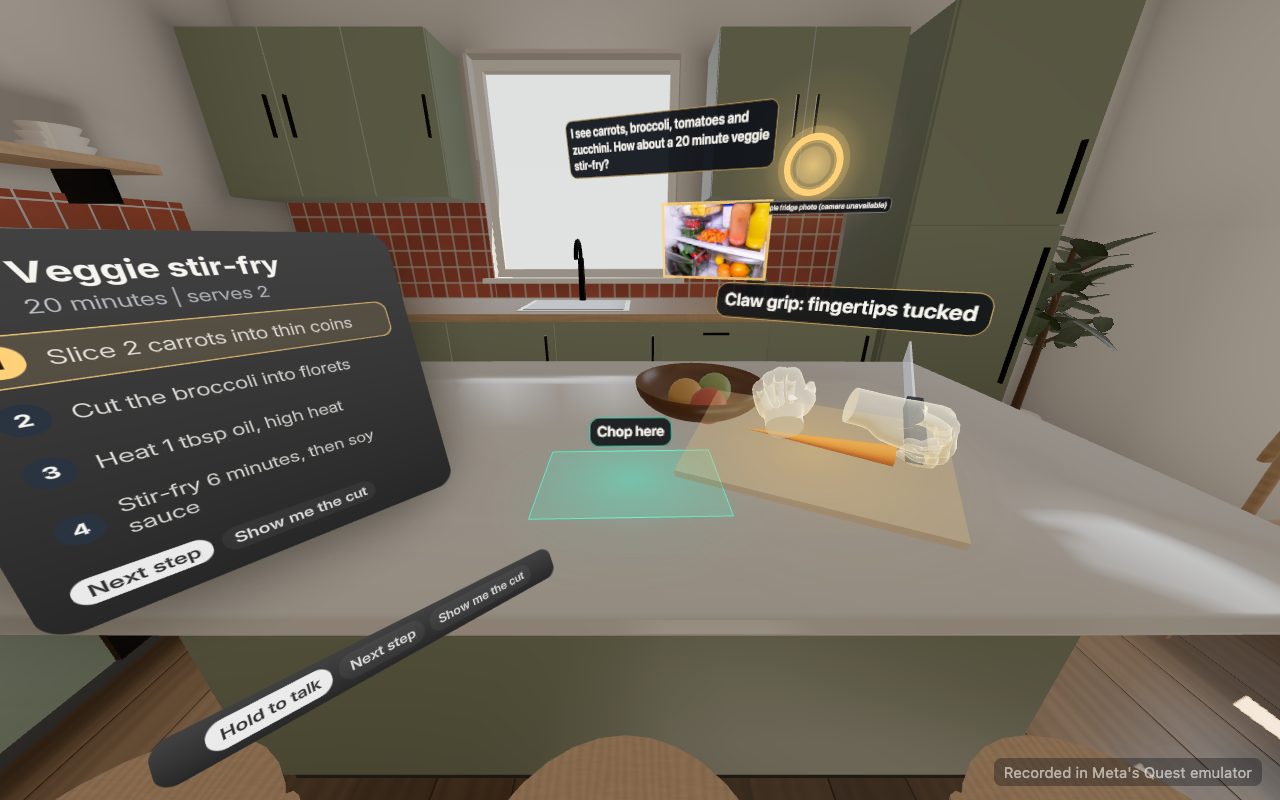 I see carrots, broccoli, tomatoes and
zucchini. How about a 20 minute veggie
stir-fry?
fridge photo (camera unavailable)
Claw grip: fingertips tucked
Chop here
Veggie stir-fry
20 minutes | serves 2
Slice 2 carrots into thin coins
2 Cut the broccoli into florets
3 Heat 1 tbsp oil, high heat
4 Stir-fry 6 minutes, then soy
sauce
Next step Show me the cut
Hold to talk Next step Show me the cut
Recorded in Meta's Quest emulator